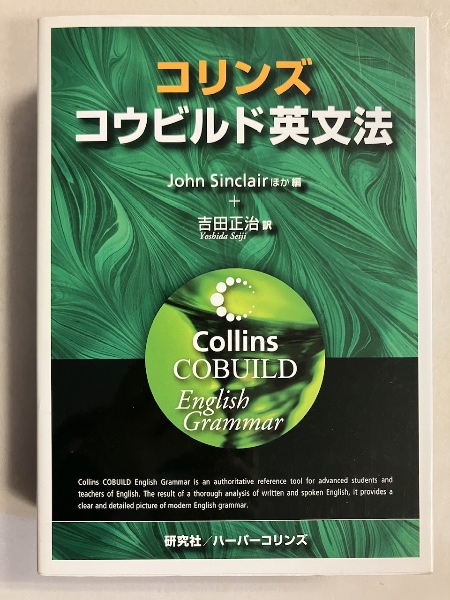 コリンズ
コウビルド英文法
John Sinclair ほか 編
+
吉田正治 訳
Yoshida Seiji
Collins
COBUILD
English
Grammar
Collins COBUILD English Grammar is an authoritative reference tool for advanced students and
teachers of English. The result of a thorough analysis of written and spoken English, it provides a
clear and detailed picture of modern English grammar.
研究社/ハーパーコリンズ